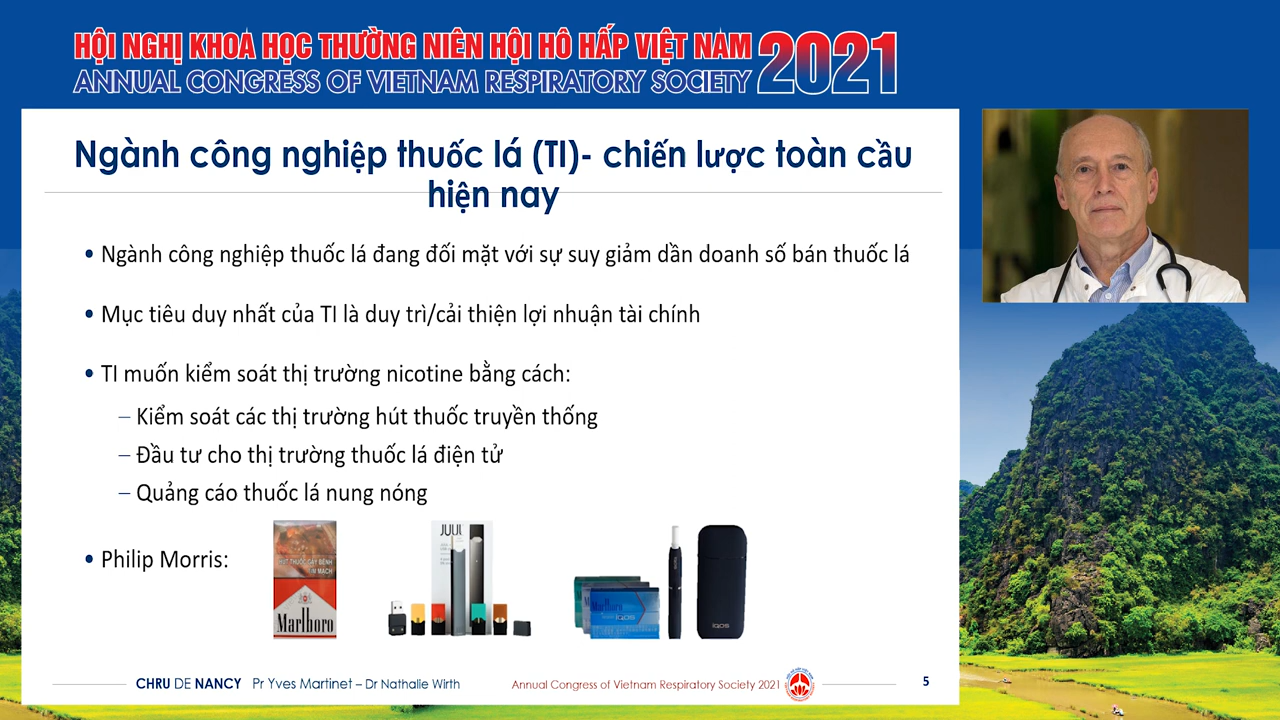 HỘI NGHỊ KHOA HỌC THƯỜNG NIÊN HỘI HÔ HẤP VIỆT NAM 2021
ANNUAL CONGRESS OF VIETNAM RESPIRATORY SOCIETY
Ngành công nghiệp thuốc lá (TI)- chiến lược toàn cầu
hiện nay
• Ngành công nghiệp thuốc lá đang đối mặt với sự suy giảm dần doanh số bán thuốc lá
• Mục tiêu duy nhất của TI là duy trì/cải thiện lợi nhuận tài chính
• TI muốn kiểm soát thị trường nicotine bằng cách:
– Kiểm soát các thị trường hút thuốc truyền thống
– Đầu tư cho thị trường thuốc lá điện tử
– Quảng cáo thuốc lá nung nóng
• Philip Morris:
HÚT THUỐC GÂY BỆNH
Marlboro
JUUL
Marlboro
IQOS
IQOS
CHRU DE NANCY Pr Yves Martinet – Dr Nathalie Wirth
Annual Congress of Vietnam Respiratory Society 2021
5